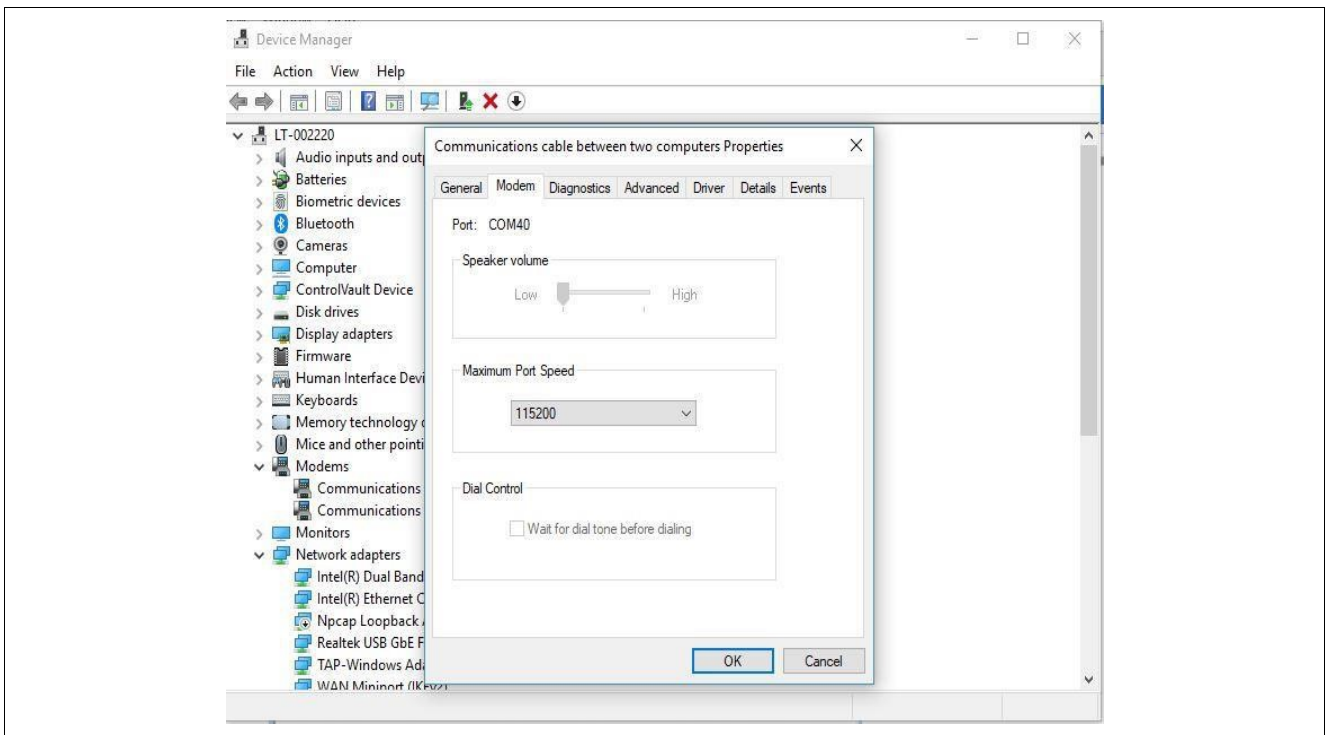 Device Manager
File Action View Help
LT-002220
Audio inputs and outp
Batteries
Biometric devices
Bluetooth
Cameras
Computer
ControlVault Device
Disk drives
Display adapters
Firmware
Human Interface Devi
Keyboards
Memory technology
Mice and other pointi
Modems
Communications
Communications
Monitors
Network adapters
Intel(R) Dual Band
Intel(R) Ethernet C
Npcap Loopback
Realtek USB GbE F
TAP-Windows Ada
WAN Miniport (IKEv2)
Communications cable between two computers Properties
General Modem Diagnostics Advanced Driver Details Events
Port: COM40
Speaker volume
Low High
Maximum Port Speed
115200
Dial Control
Wait for dial tone before dialing
OK Cancel